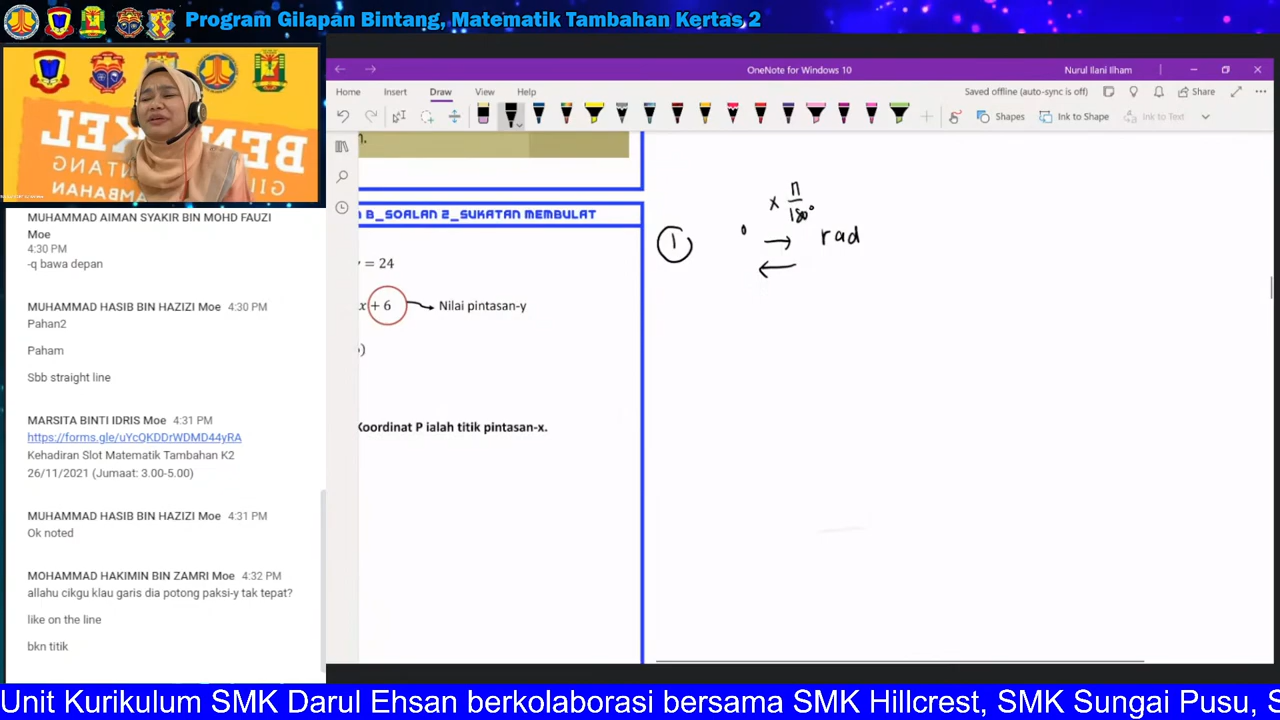 Program Gilapan Bintang, Matematik Tambahan Kertas 2
OneNote for Windows 10
Nurul Ilani Ilham
Home Insert Draw View Help
Saved offline (auto-sync is off)
Share
Shapes
Ink to Shape
Ink to Text
MUHAMMAD AIMAN SYAKIR BIN MOHD FAUZI
Moe
4:30 PM
-q bawa depan
MUHAMMAD HASIB BIN HAZIZI Moe 4:30 PM
Pahan2
Paham
Sbb straight line
MARSITA BINTI IDRIS Moe 4:31 PM
https://forms.gle/uYcQKDDrWDMD44yRA
Kehadiran Slot Matematik Tambahan K2
26/11/2021 (Jumaat: 3.00-5.00)
MUHAMMAD HASIB BIN HAZIZI Moe 4:31 PM
Ok noted
MOHAMMAD HAKIMIN BIN ZAMRI Moe 4:32 PM
allahu cikgu klau garis dia potong paksi-y tak tepat?
like on the line
bkn titik
n.
B_SOALAN 2_SUKATAN MEMBULAT
= 24
x + 6 → Nilai pintasan-y
)
Koordinat P ialah titik pintasan-x.
× π/180°
① ° → rad
←
Unit Kurikulum SMK Darul Ehsan berkolaborasi bersama SMK Hillcrest, SMK Sungai Pusu, S